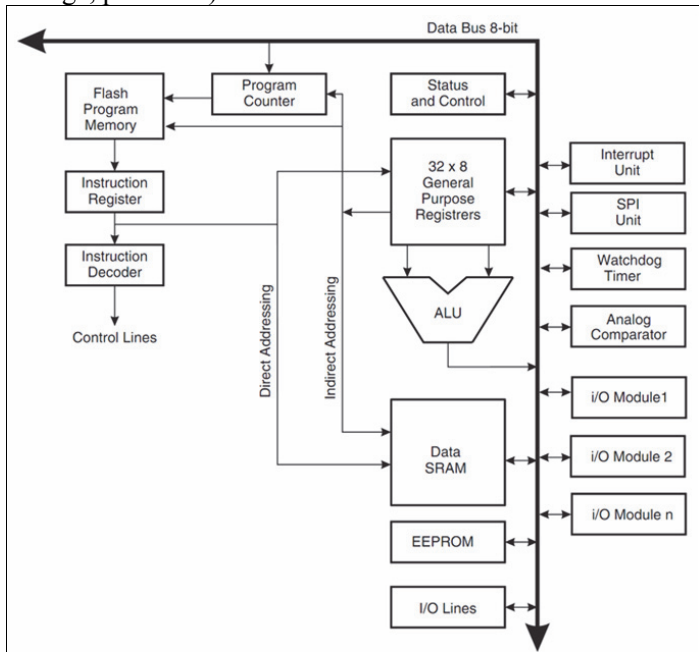 Data Bus 8-bit
Flash
Program
Memory
Program
Counter
Status
and Control
Instruction
Register
32 x 8
General
Purpose
Registrers
Interrupt
Unit
SPI
Unit
Instruction
Decoder
Watchdog
Timer
Control Lines
ALU
Analog
Comparator
Direct Addressing
Indirect Addressing
i/O Module1
Data
SRAM
i/O Module 2
i/O Module n
EEPROM
I/O Lines